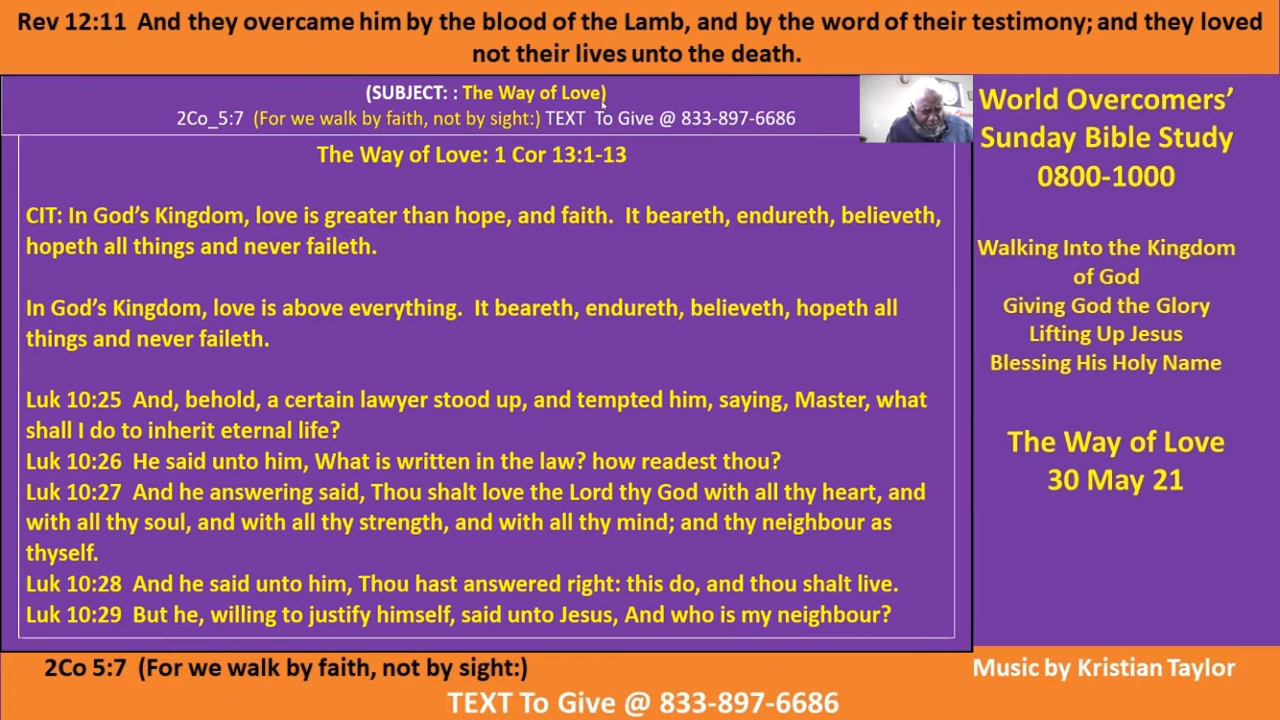 Rev 12:11  And they overcame him by the blood of the Lamb, and by the word of their testimony; and they loved
not their lives unto the death.
(SUBJECT: : The Way of Love)
2Co_5:7  (For we walk by faith, not by sight:) TEXT  To Give @ 833-897-6686
The Way of Love: 1 Cor 13:1-13
CIT: In God's Kingdom, love is greater than hope, and faith.  It beareth, endureth, believeth,
hopeth all things and never faileth.
In God's Kingdom, love is above everything.  It beareth, endureth, believeth, hopeth all
things and never faileth.
Luk 10:25  And, behold, a certain lawyer stood up, and tempted him, saying, Master, what
shall I do to inherit eternal life?
Luk 10:26  He said unto him, What is written in the law? how readest thou?
Luk 10:27  And he answering said, Thou shalt love the Lord thy God with all thy heart, and
with all thy soul, and with all thy strength, and with all thy mind; and thy neighbour as
thyself.
Luk 10:28  And he said unto him, Thou hast answered right: this do, and thou shalt live.
Luk 10:29  But he, willing to justify himself, said unto Jesus, And who is my neighbour?
World Overcomers'
Sunday Bible Study
0800-1000
Walking Into the Kingdom
of God
Giving God the Glory
Lifting Up Jesus
Blessing His Holy Name
The Way of Love
30 May 21
2Co 5:7  (For we walk by faith, not by sight:)
Music by Kristian Taylor
TEXT To Give @ 833-897-6686